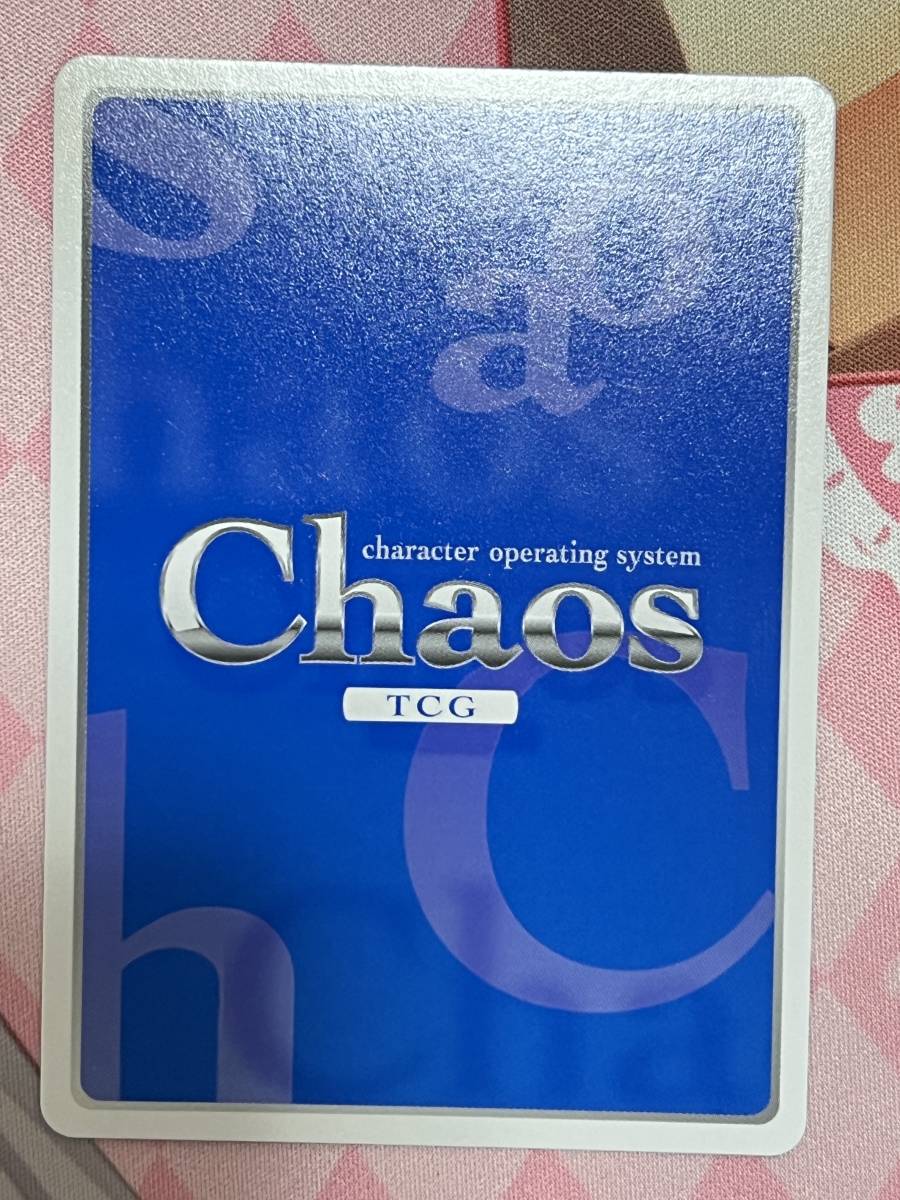 s
o
a
character operating system
Chaos
TCG
C
h